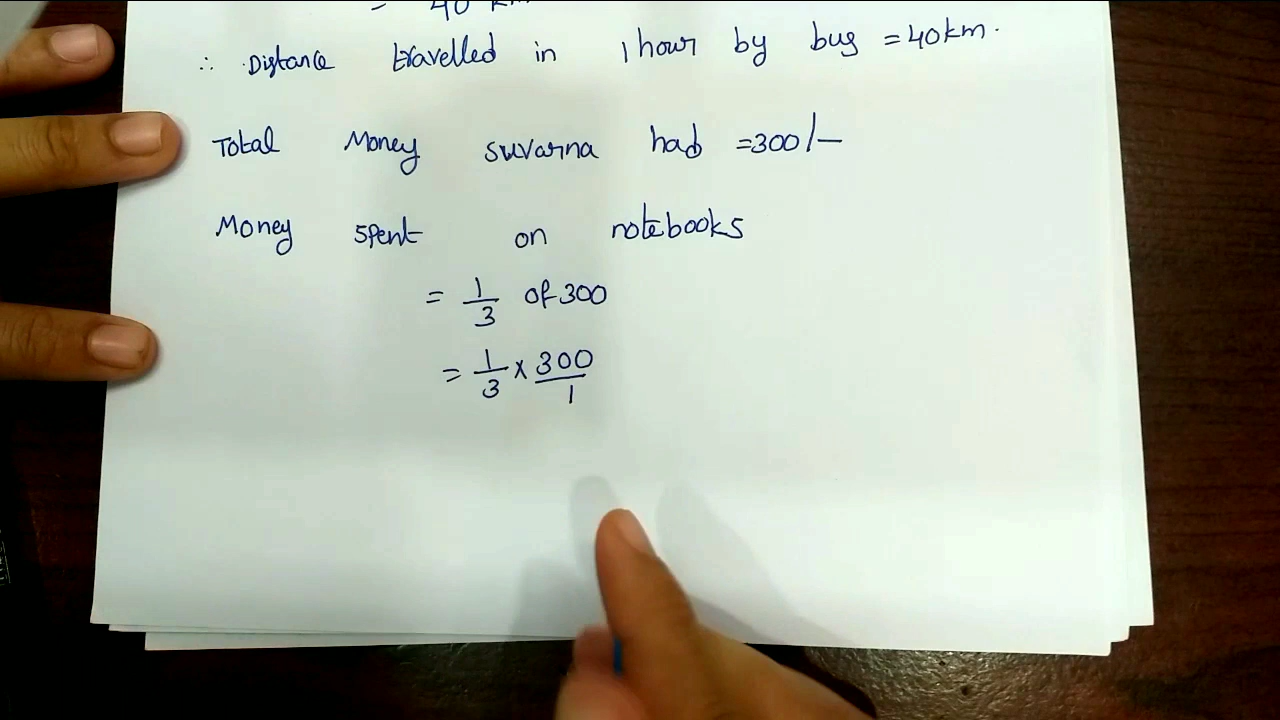 = 40 km
∴ Distance travelled in 1 hour by bus = 40km.
Total Money suvarna had = 300/-
Money spent on notebooks
= 1/3 of 300
= 1/3 × 300/1